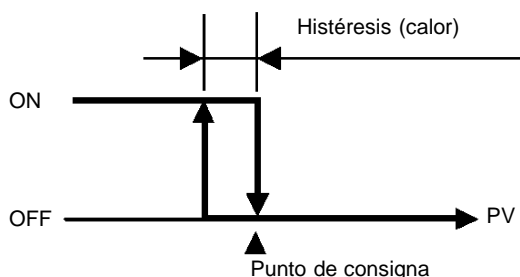 Histéresis (calor)
ON
OFF
PV
Punto de consigna